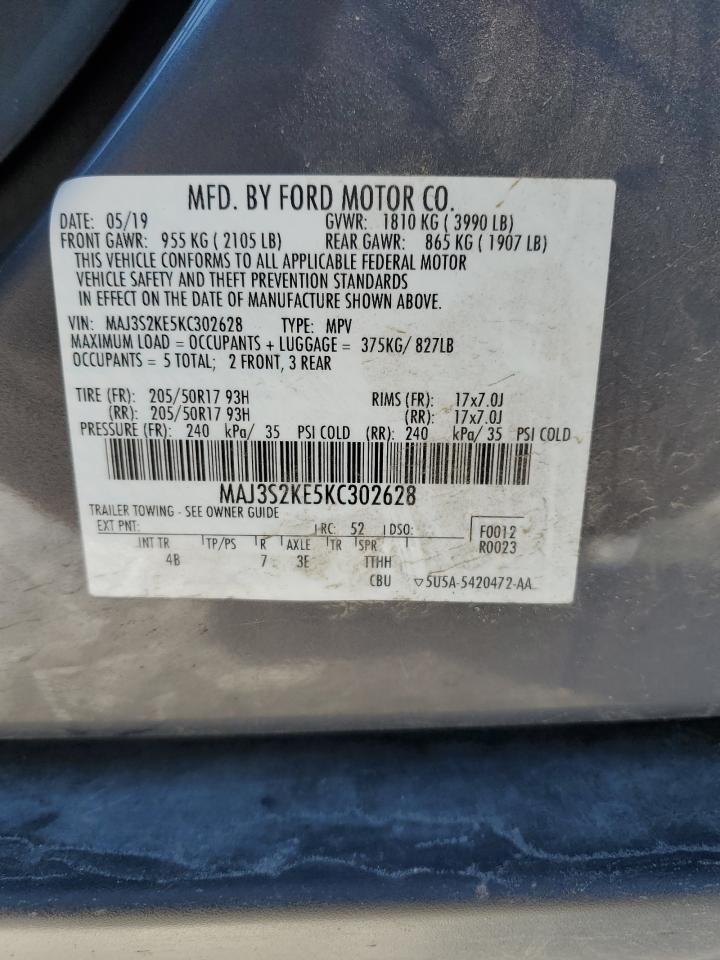 MFD. BY FORD MOTOR CO.
DATE: 05/19 GVWR: 1810 KG ( 3990 LB)
FRONT GAWR: 955 KG ( 2105 LB) REAR GAWR: 865 KG ( 1907 LB)
THIS VEHICLE CONFORMS TO ALL APPLICABLE FEDERAL MOTOR
VEHICLE SAFETY AND THEFT PREVENTION STANDARDS
IN EFFECT ON THE DATE OF MANUFACTURE SHOWN ABOVE.
VIN: MAJ3S2KE5KC302628 TYPE: MPV
MAXIMUM LOAD = OCCUPANTS + LUGGAGE = 375KG/ 827LB
OCCUPANTS = 5 TOTAL; 2 FRONT, 3 REAR
TIRE (FR): 205/50R17 93H RIMS (FR): 17x7.0J
(RR): 205/50R17 93H (RR): 17x7.0J
PRESSURE (FR): 240 kPa/ 35 PSI COLD (RR): 240 kPa/ 35 PSI COLD
MAJ3S2KE5KC302628
TRAILER TOWING - SEE OWNER GUIDE
EXT PNT: RC: 52 DSO: F0012
R0023
INT TR TP/PS R AXLE TR SPR
4B 7 3E TTHH
CBU ▽5U5A-5420472-AA